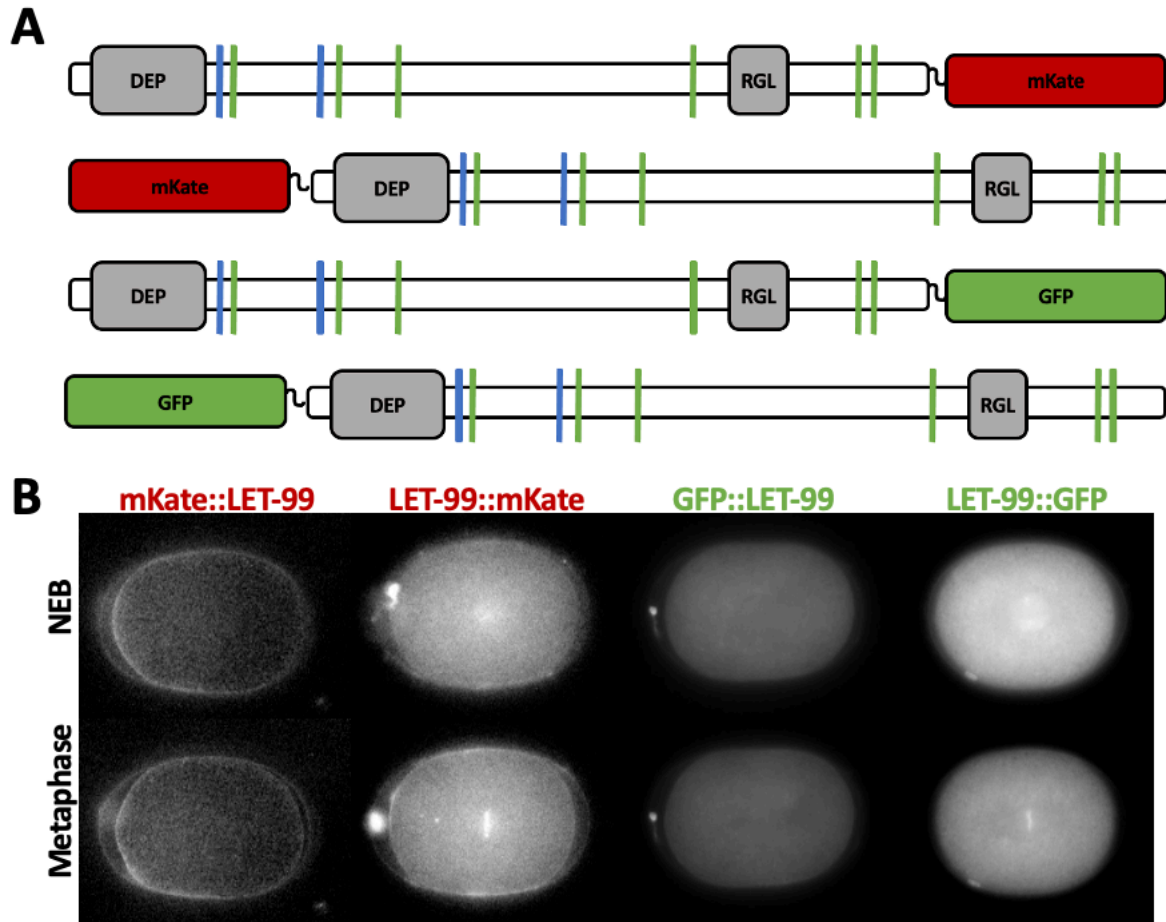 A
DEP RGL mKate
mKate DEP RGL
DEP RGL GFP
GFP DEP RGL
B
mKate::LET-99 LET-99::mKate GFP::LET-99 LET-99::GFP
NEB
Metaphase